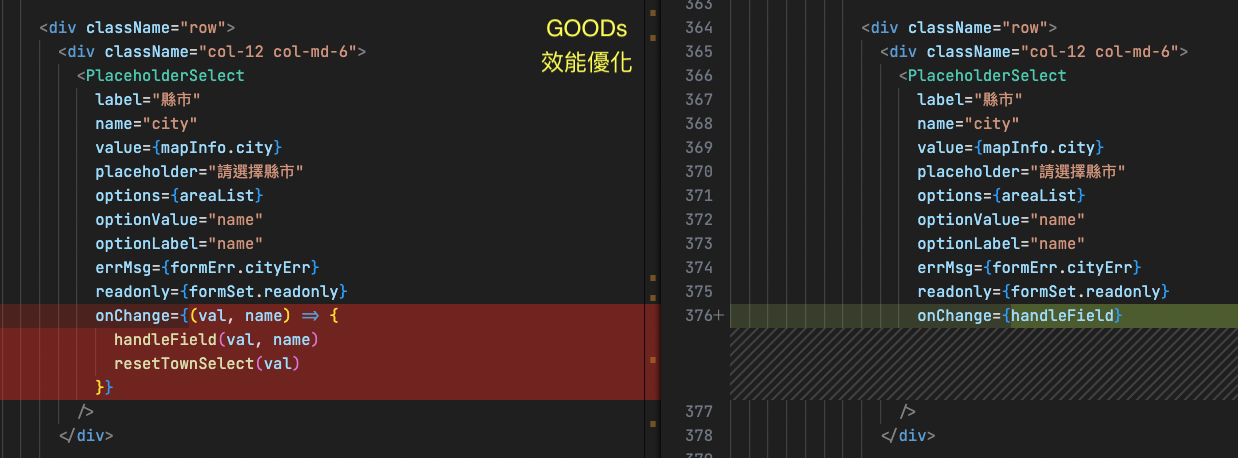 363
<div className="row">
GOODs
效能優化
<div className="col-12 col-md-6">
<PlaceholderSelect
label="縣市"
name="city"
value={mapInfo.city}
placeholder="請選擇縣市"
options={areaList}
optionValue="name"
optionLabel="name"
errMsg={formErr.cityErr}
readonly={formSet.readonly}
onChange={(val, name) => {
handleField(val, name)
resetTownSelect(val)
}}
/>
</div>
364 <div className="row">
365 <div className="col-12 col-md-6">
366 <PlaceholderSelect
367 label="縣市"
368 name="city"
369 value={mapInfo.city}
370 placeholder="請選擇縣市"
371 options={areaList}
372 optionValue="name"
373 optionLabel="name"
374 errMsg={formErr.cityErr}
375 readonly={formSet.readonly}
376+ onChange={handleField}
377 />
378 </div>
379